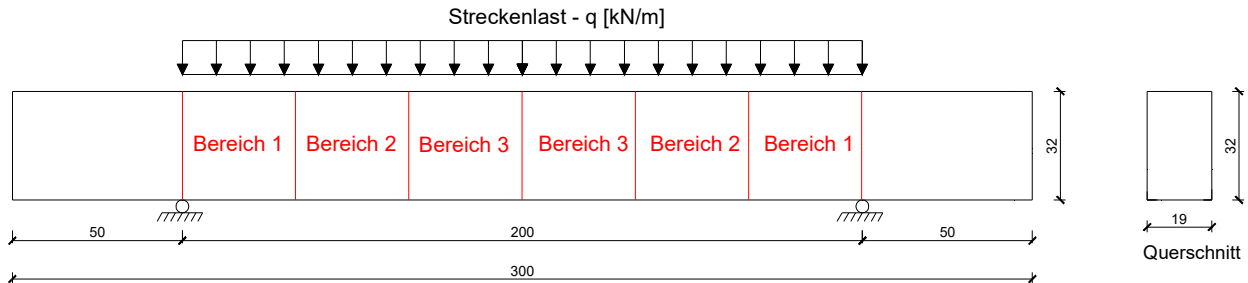 Streckenlast - q [kN/m]
Bereich 1 Bereich 2 Bereich 3 Bereich 3 Bereich 2 Bereich 1
32
32
50 200 50
19
Querschnitt
300